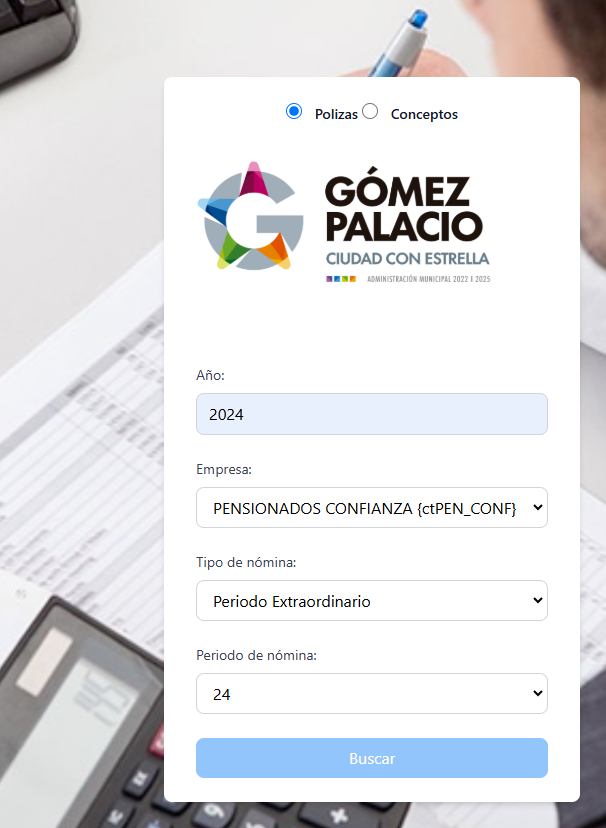 Polizas Conceptos
GÓMEZ
PALACIO
CIUDAD CON ESTRELLA
ADMINISTRACIÓN MUNICIPAL 2022 | 2025
Año:
2024
Empresa:
PENSIONADOS CONFIANZA {ctPEN_CONF}
Tipo de nómina:
Periodo Extraordinario
Periodo de nómina:
24
Buscar